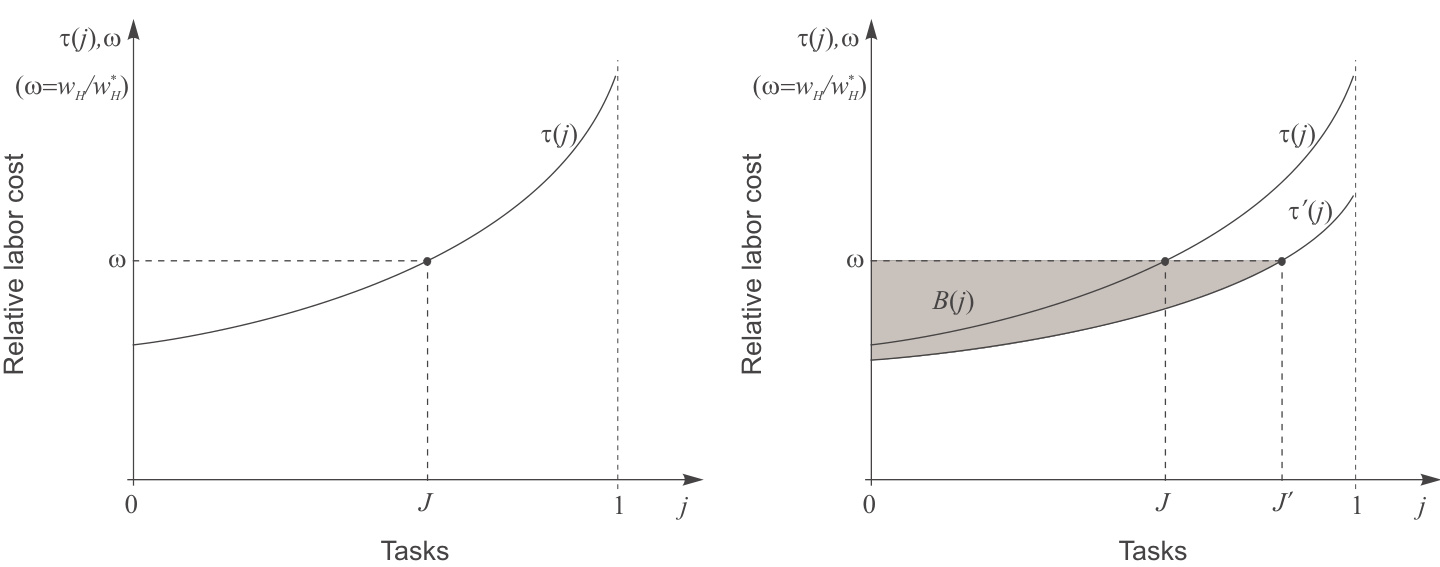 τ(j),ω
(ω=w_H/w*_H)
Relative labor cost
τ(j)
ω
0
J
1
j
Tasks
τ(j),ω
(ω=w_H/w*_H)
Relative labor cost
τ(j)
τ′(j)
ω
B(j)
0
J
J′
1
j
Tasks